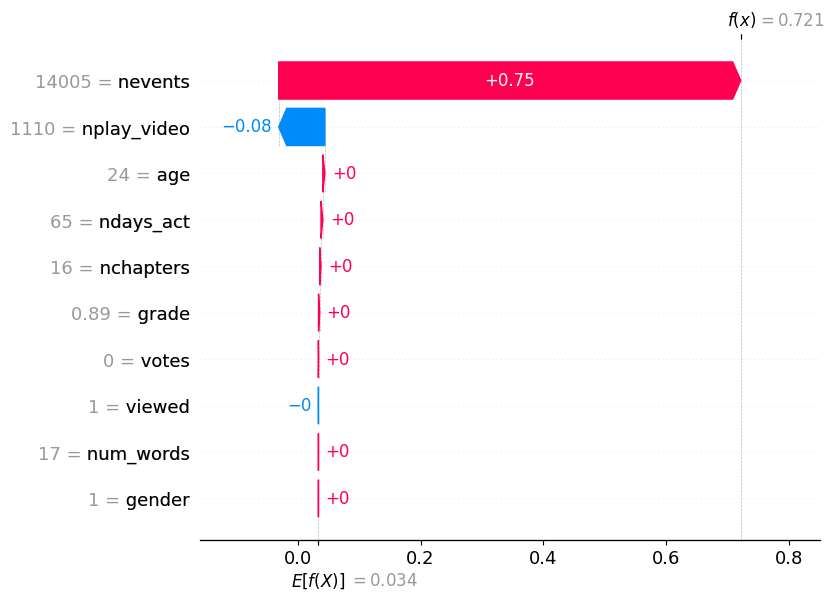 f(x) = 0.721
14005 = nevents
+0.75
1110 = nplay_video
−0.08
24 = age
+0
65 = ndays_act
+0
16 = nchapters
+0
0.89 = grade
+0
0 = votes
+0
1 = viewed
−0
17 = num_words
+0
1 = gender
+0
0.0 0.2 0.4 0.6 0.8
E[f(X)] = 0.034